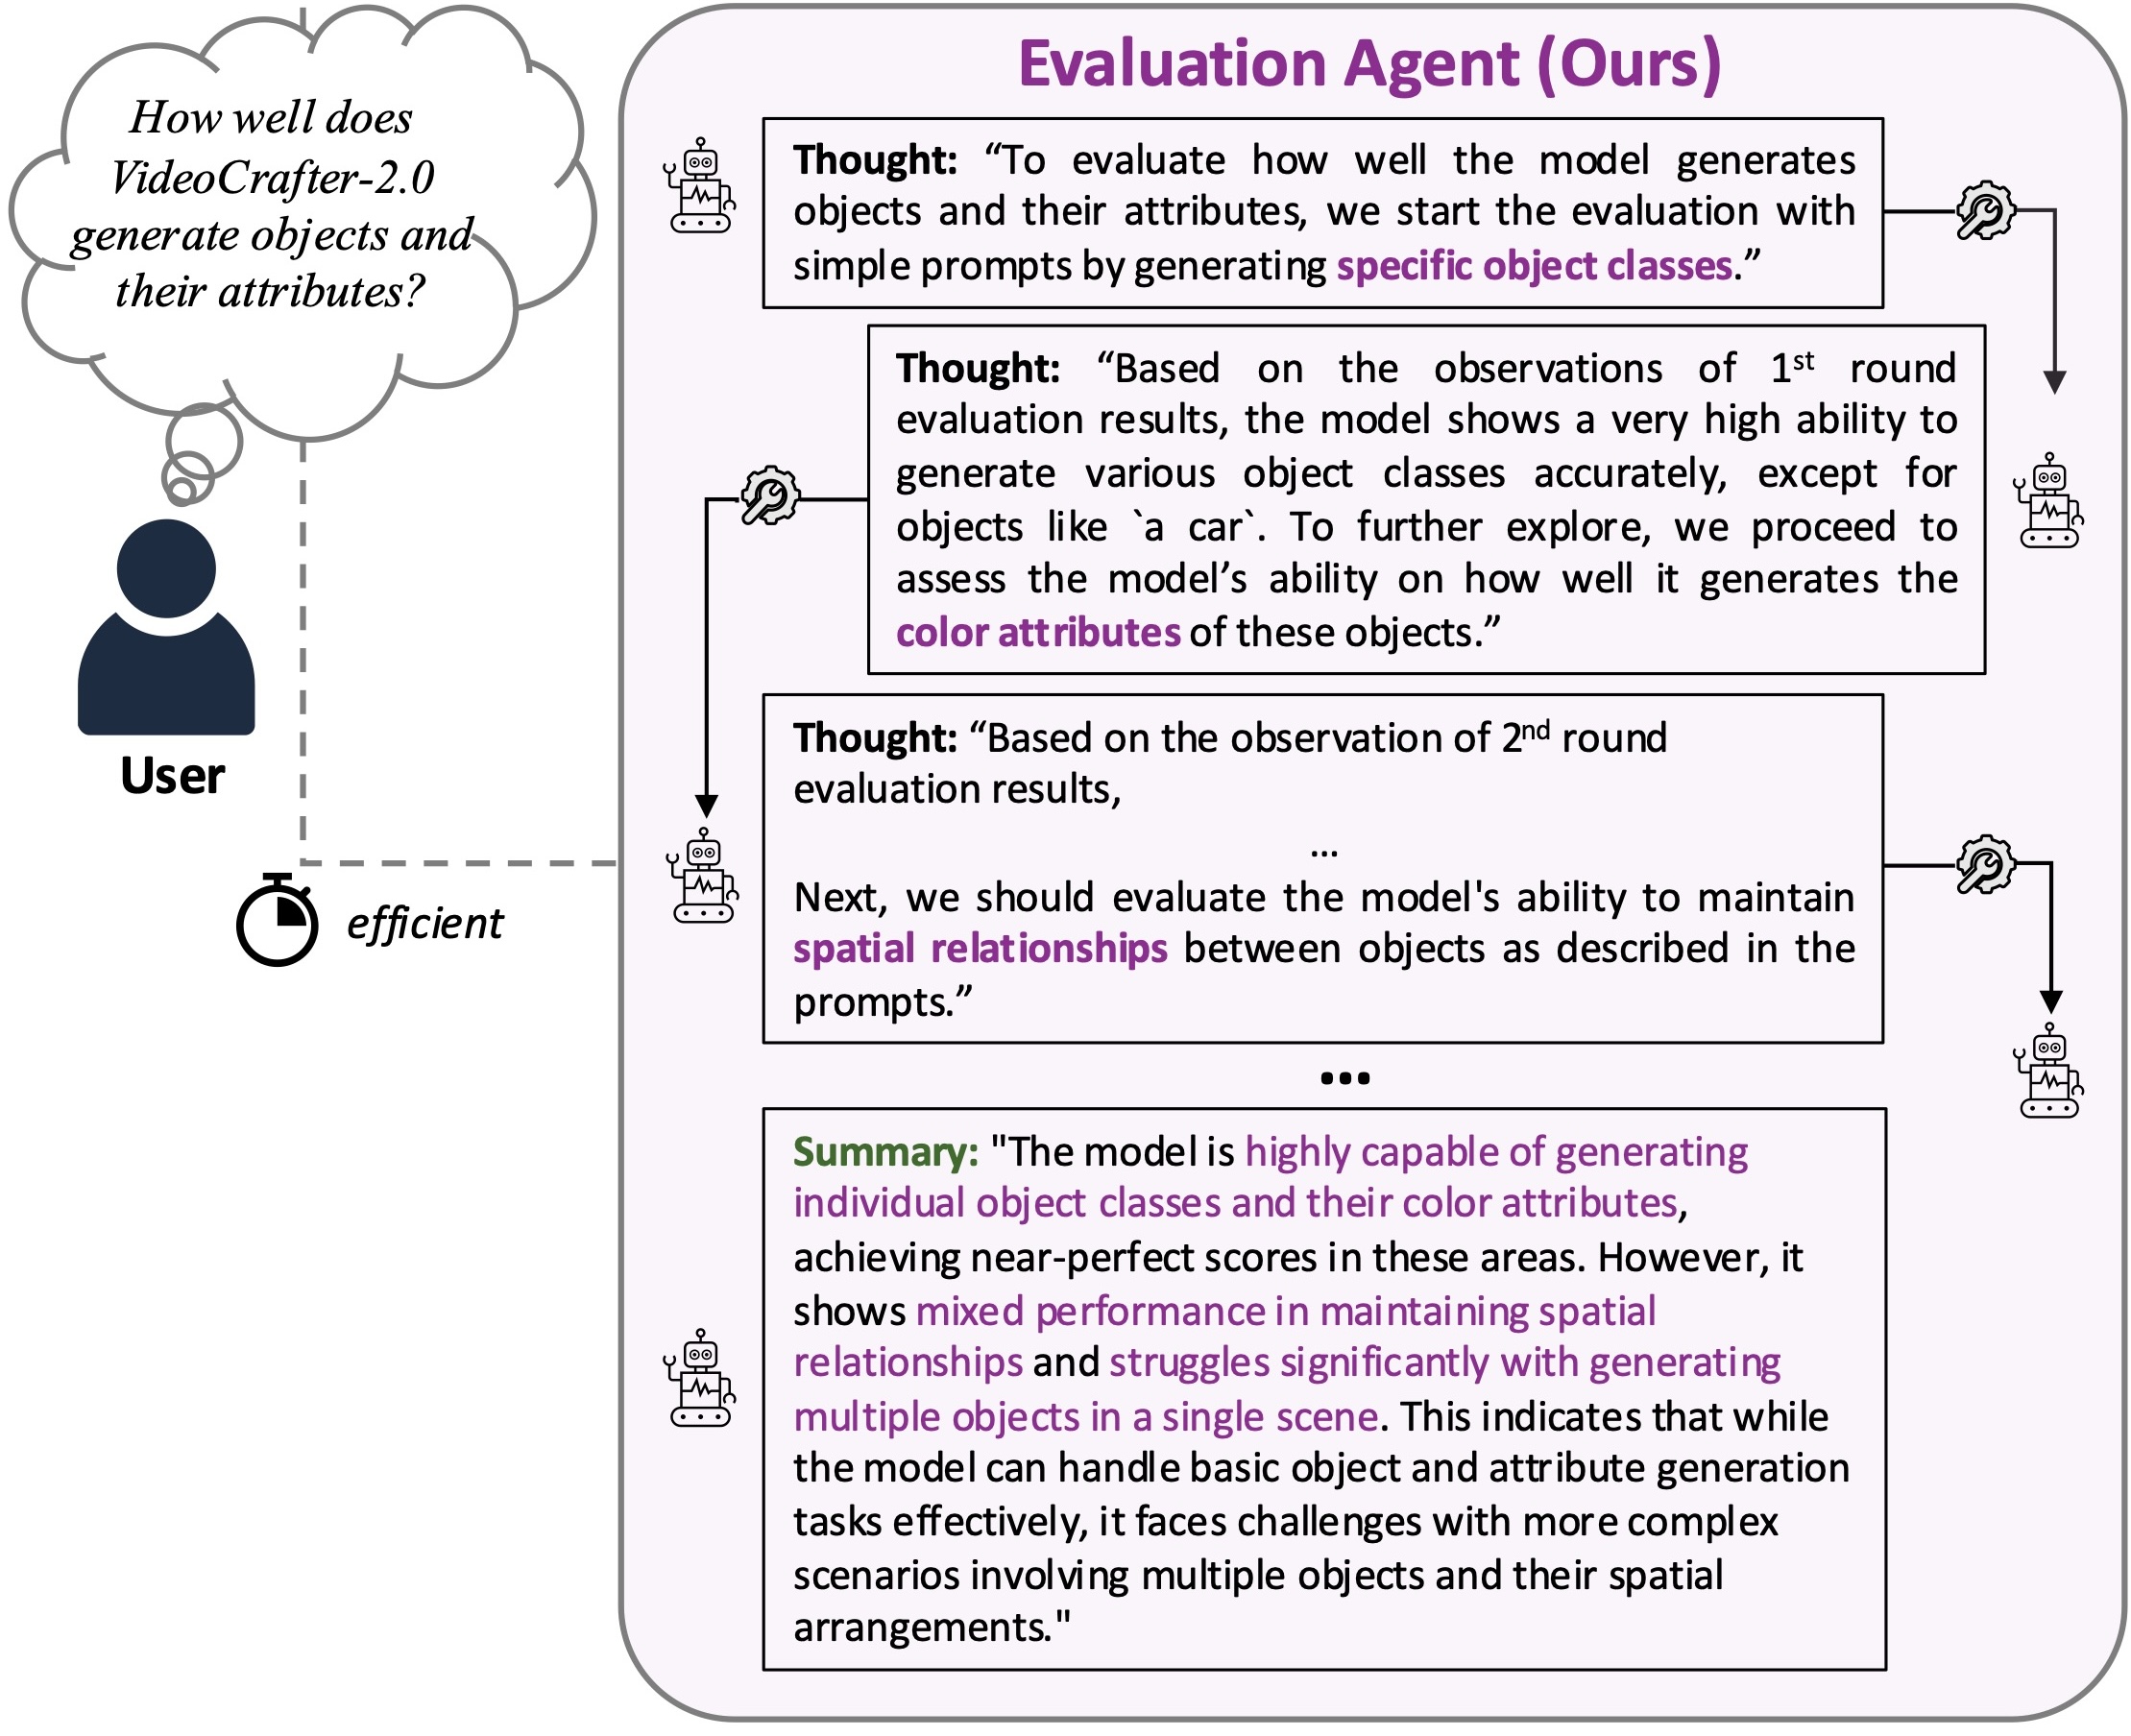 How well does
VideoCrafter-2.0
generate objects and
their attributes?
User
efficient
Evaluation Agent (Ours)
Thought: “To evaluate how well the model generates
objects and their attributes, we start the evaluation with
simple prompts by generating specific object classes.”
Thought: “Based on the observations of 1st round
evaluation results, the model shows a very high ability to
generate various object classes accurately, except for
objects like `a car`. To further explore, we proceed to
assess the model’s ability on how well it generates the
color attributes of these objects.”
Thought: “Based on the observation of 2nd round
evaluation results,
...
Next, we should evaluate the model's ability to maintain
spatial relationships between objects as described in the
prompts.”
...
Summary: "The model is highly capable of generating
individual object classes and their color attributes,
achieving near-perfect scores in these areas. However, it
shows mixed performance in maintaining spatial
relationships and struggles significantly with generating
multiple objects in a single scene. This indicates that while
the model can handle basic object and attribute generation
tasks effectively, it faces challenges with more complex
scenarios involving multiple objects and their spatial
arrangements."